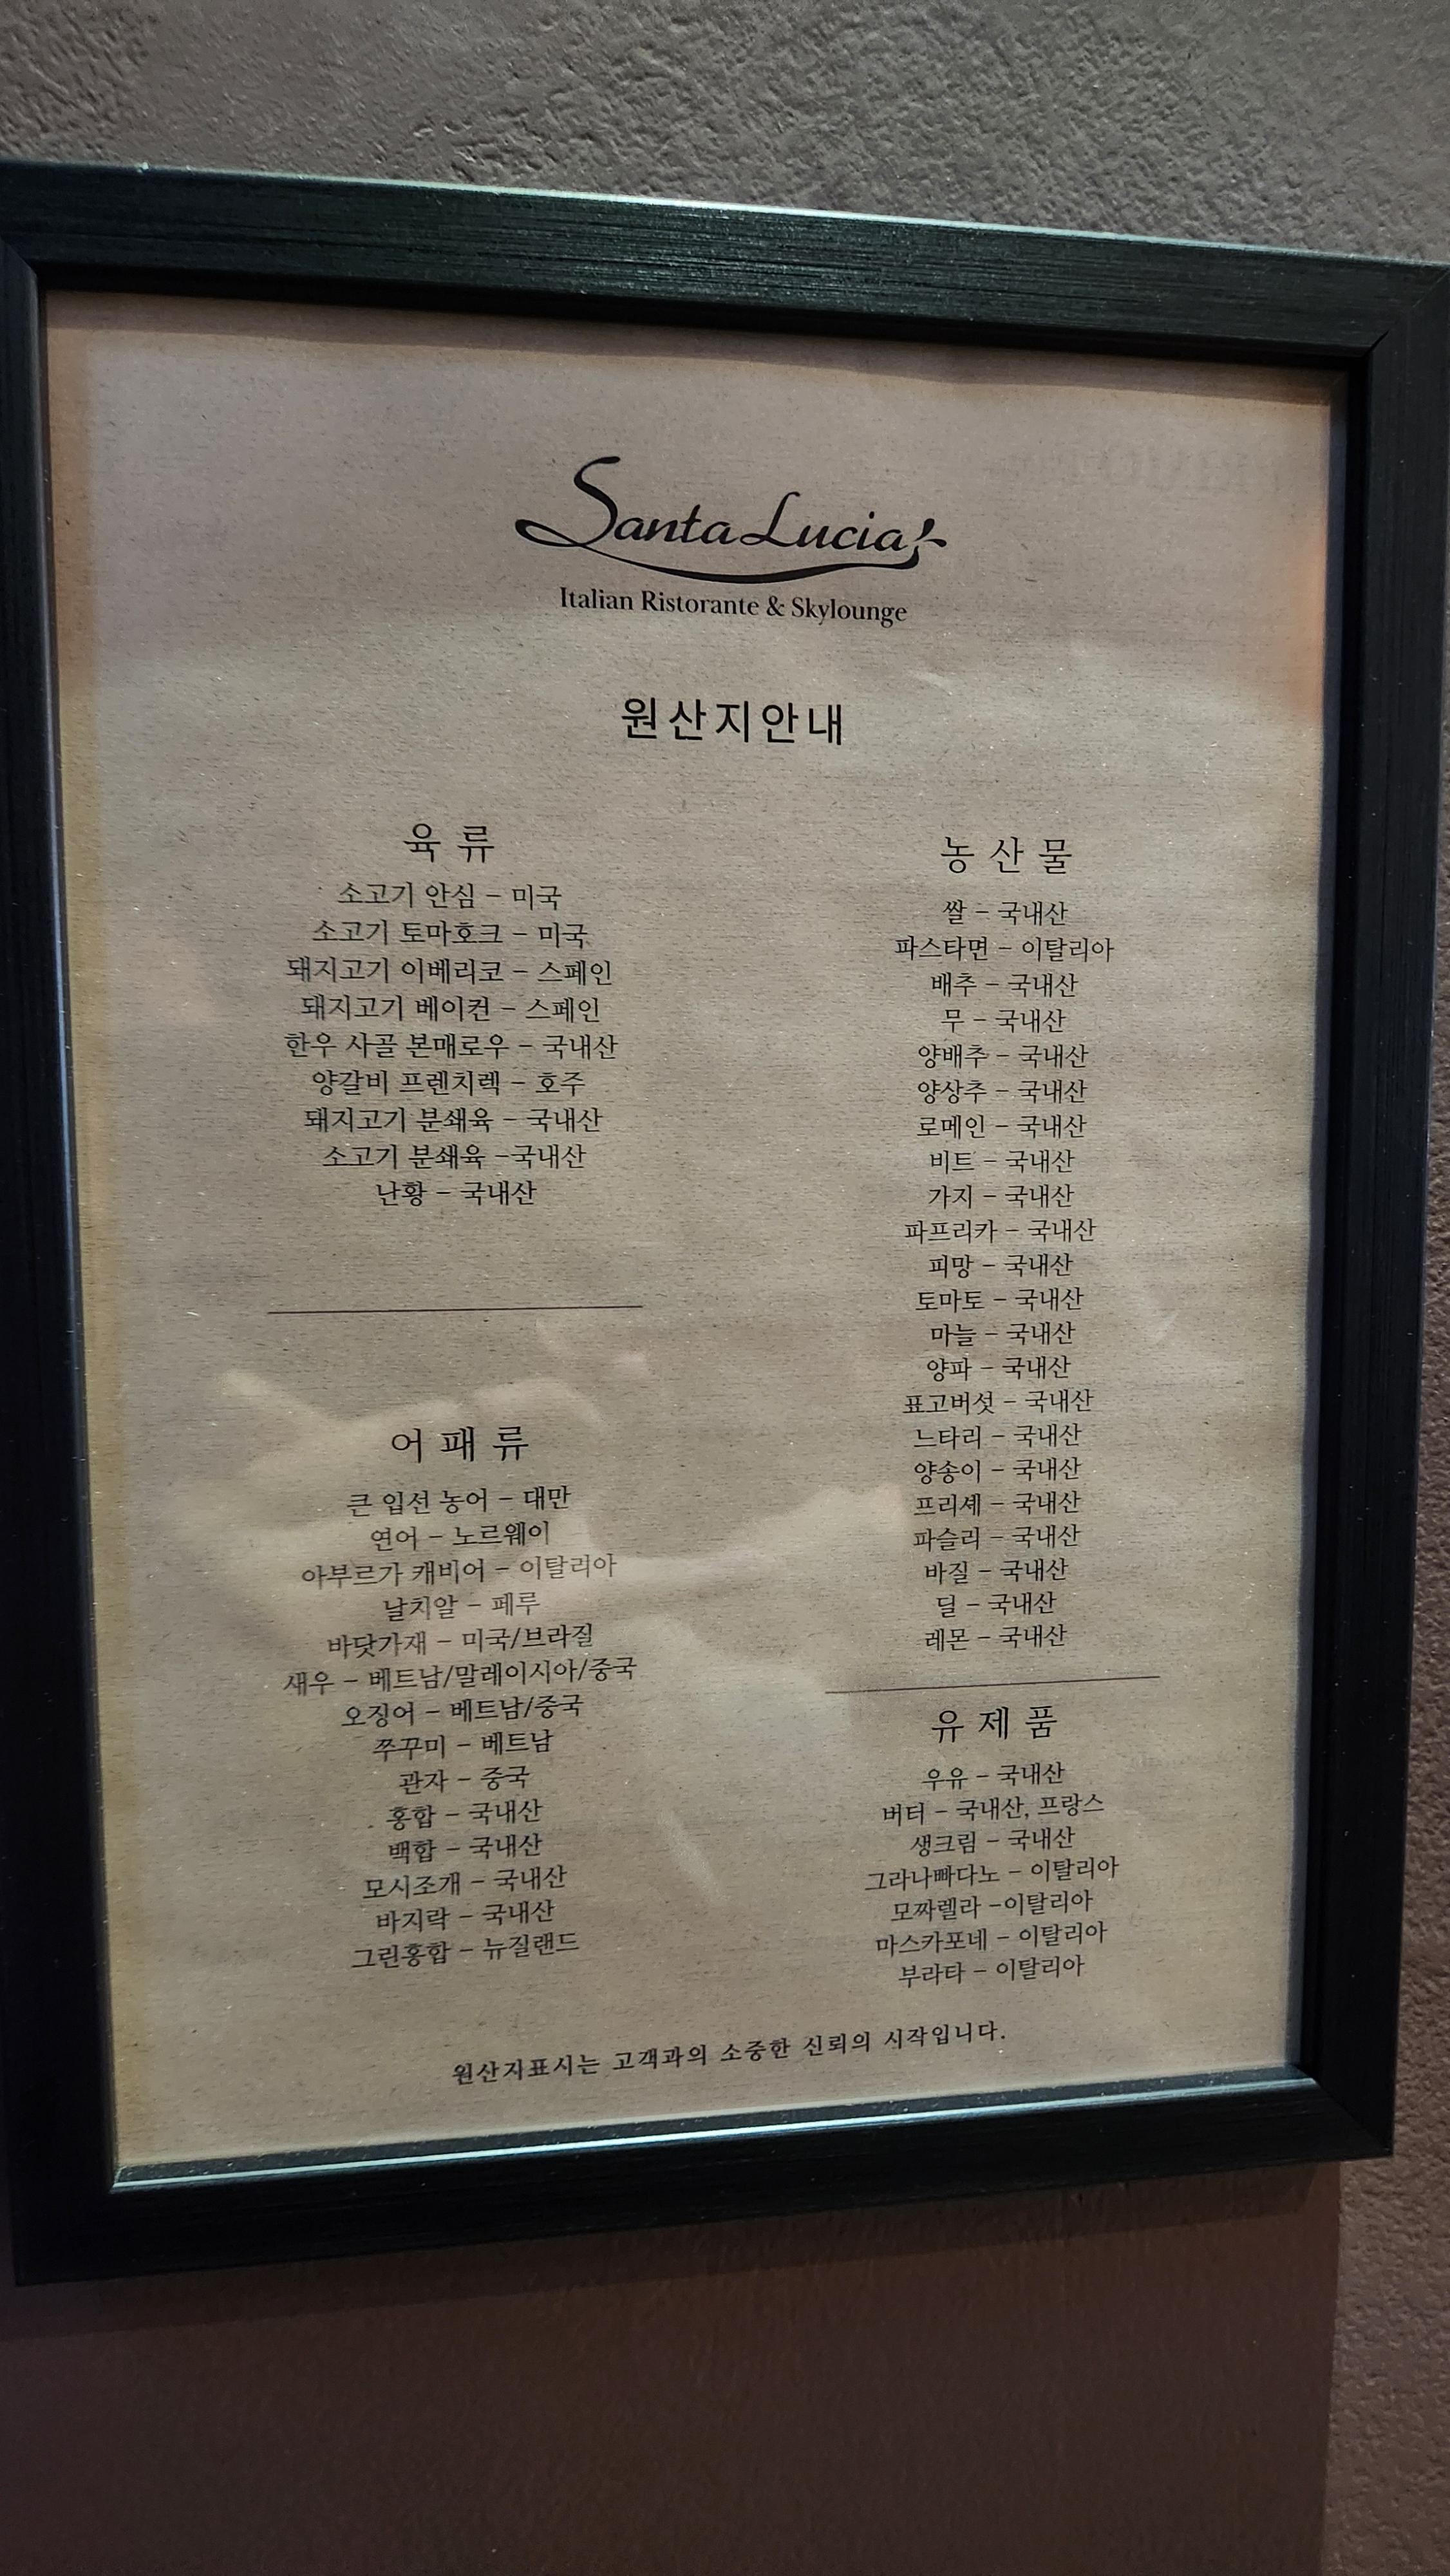 Santa Lucia
Italian Ristorante & Skylounge
원산지안내
육류
소고기 안심 - 미국
소고기 토마호크 - 미국
돼지고기 이베리코 - 스페인
돼지고기 베이컨 - 스페인
한우 사골 본매로우 - 국내산
양갈비 프렌치렉 - 호주
돼지고기 분쇄육 - 국내산
소고기 분쇄육 -국내산
난황 - 국내산
어패류
큰 입선 농어 - 대만
연어 - 노르웨이
아부르가 캐비어 - 이탈리아
날치알 - 페루
바닷가재 - 미국/브라질
새우 - 베트남/말레이시아/중국
오징어 - 베트남/중국
쭈꾸미 - 베트남
관자 - 중국
홍합 - 국내산
백합 - 국내산
모시조개 - 국내산
바지락 - 국내산
그린홍합 - 뉴질랜드
농산물
쌀 - 국내산
파스타면 - 이탈리아
배추 - 국내산
무 - 국내산
양배추 - 국내산
양상추 - 국내산
로메인 - 국내산
비트 - 국내산
가지 - 국내산
파프리카 - 국내산
피망 - 국내산
토마토 - 국내산
마늘 - 국내산
양파 - 국내산
표고버섯 - 국내산
느타리 - 국내산
양송이 - 국내산
프리셰 - 국내산
파슬리 - 국내산
바질 - 국내산
딜 - 국내산
레몬 - 국내산
유제품
우유 - 국내산
버터 - 국내산, 프랑스
생크림 - 국내산
그라나빠다노 - 이탈리아
모짜렐라 -이탈리아
마스카포네 - 이탈리아
부라타 - 이탈리아
원산지표시는 고객과의 소중한 신뢰의 시작입니다.